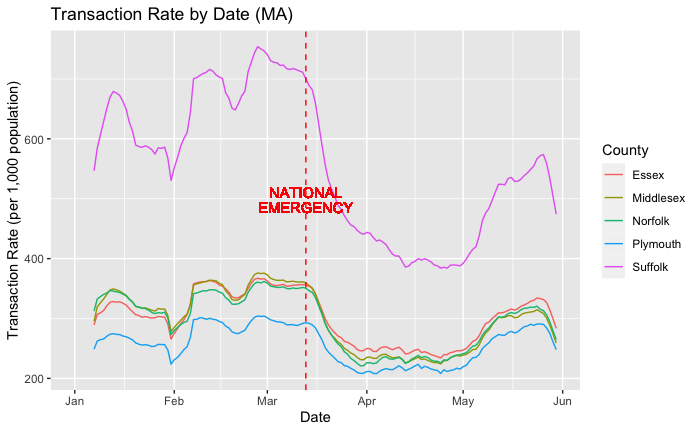 Transaction Rate by Date (MA)
Transaction Rate (per 1,000 population)
600
400
200
NATIONAL
EMERGENCY
Jan Feb Mar Apr May Jun
Date
County
Essex
Middlesex
Norfolk
Plymouth
Suffolk